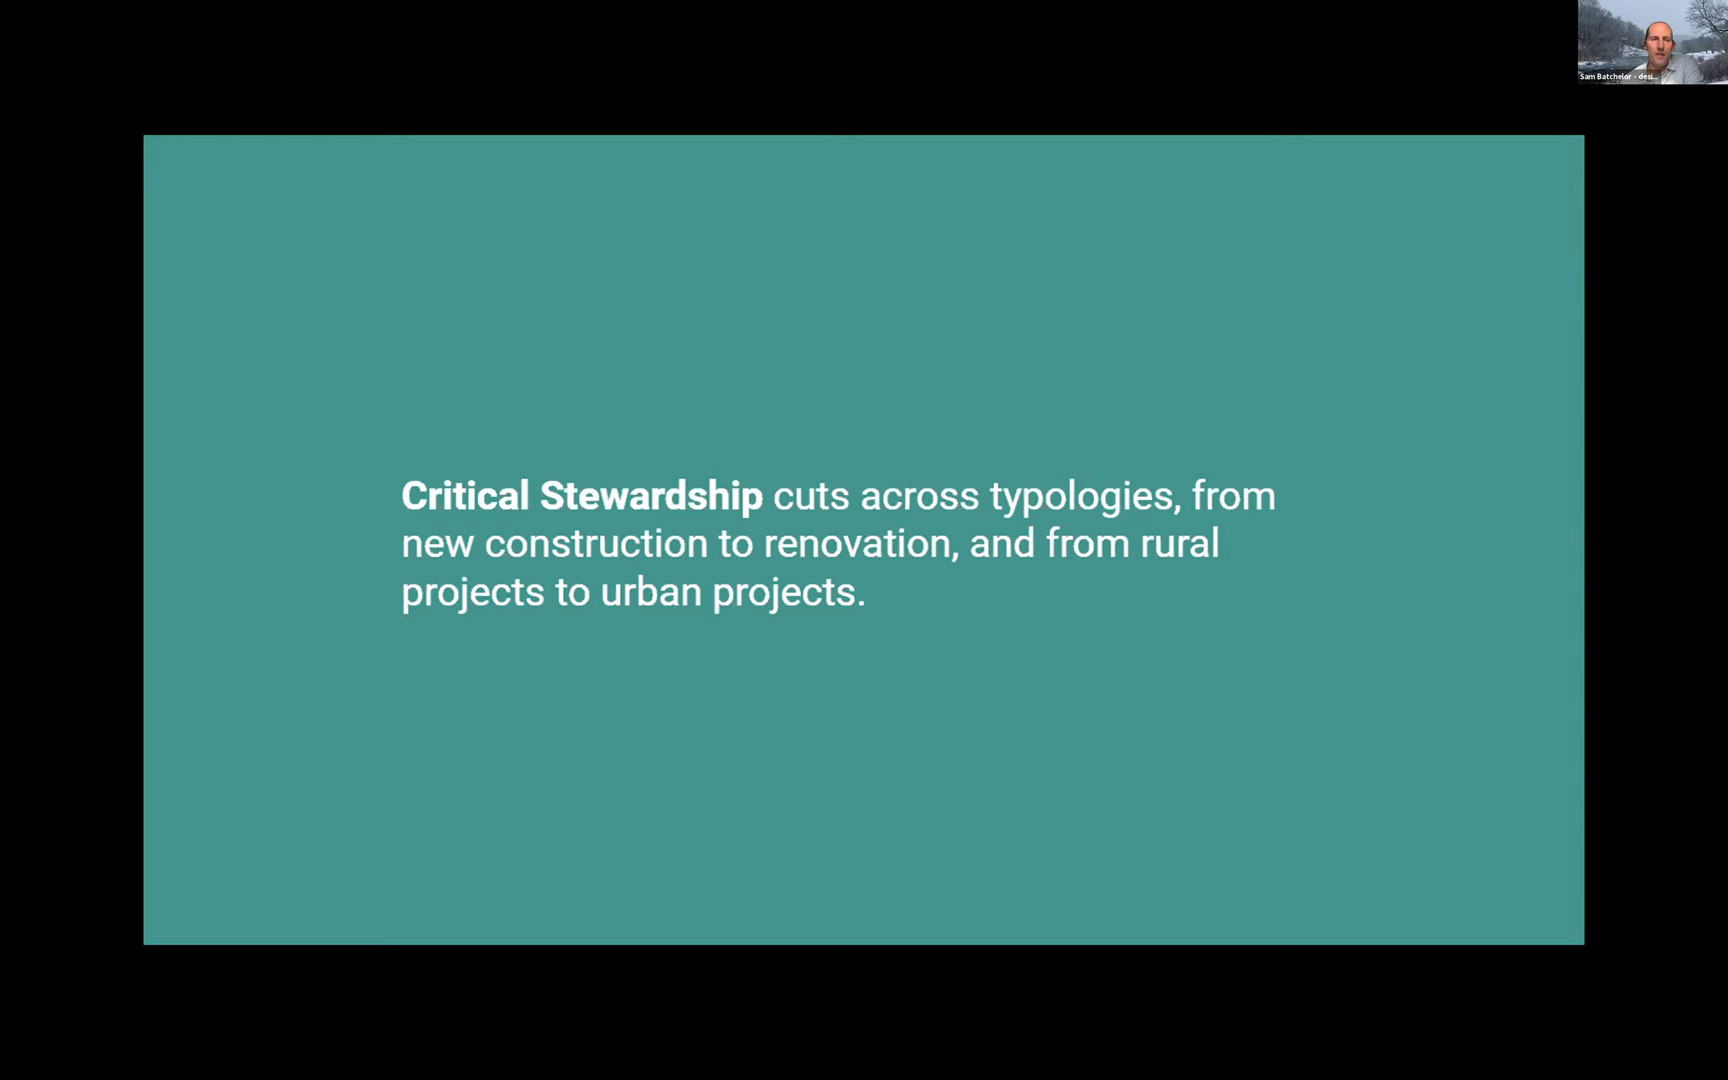 Sam Batchelor - desi...
Critical Stewardship cuts across typologies, from
new construction to renovation, and from rural
projects to urban projects.